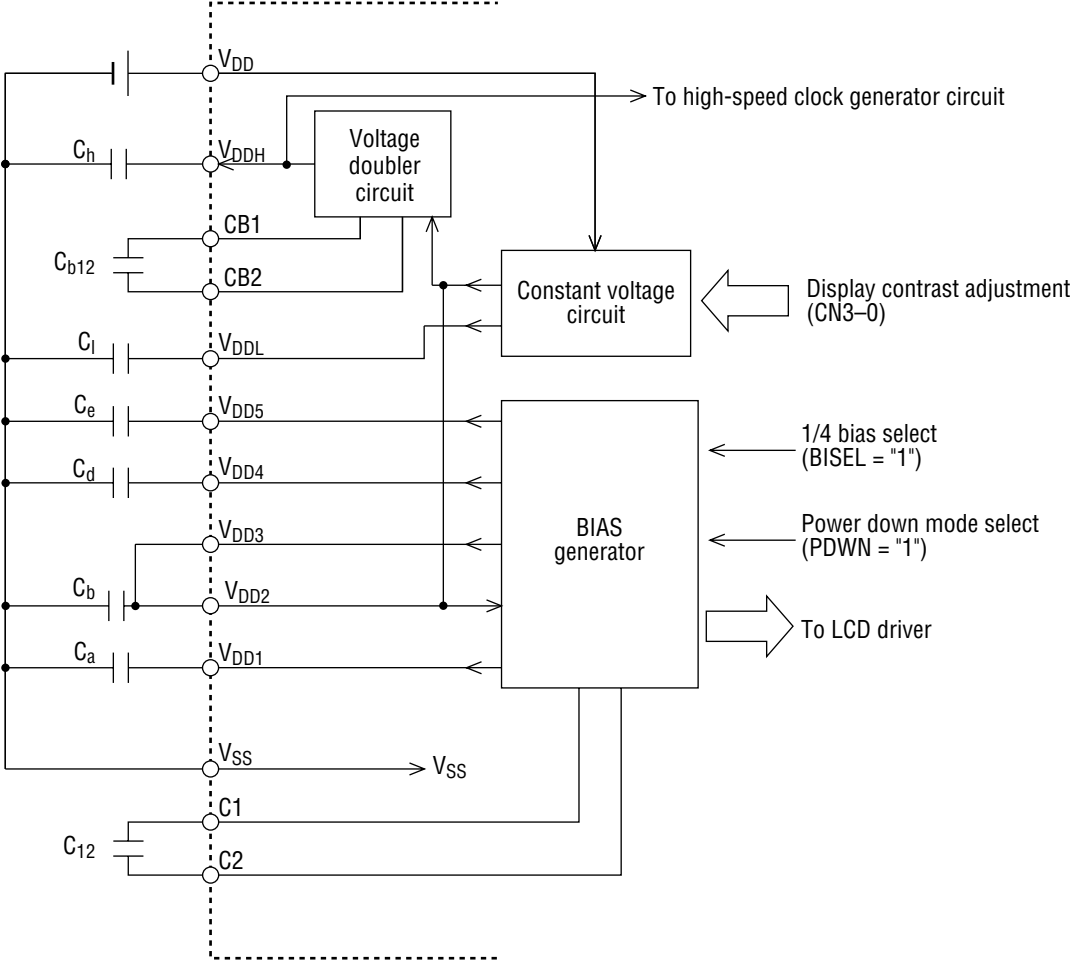 VDD
To high-speed clock generator circuit
Voltage
doubler
circuit
Ch
VDDH
CB1
Cb12
CB2
Constant voltage
circuit
Display contrast adjustment
(CN3–0)
Cl
VDDL
Ce
VDD5
1/4 bias select
(BISEL = "1")
Cd
VDD4
BIAS
generator
VDD3
Power down mode select
(PDWN = "1")
Cb
VDD2
To LCD driver
Ca
VDD1
VSS
VSS
C1
C12
C2